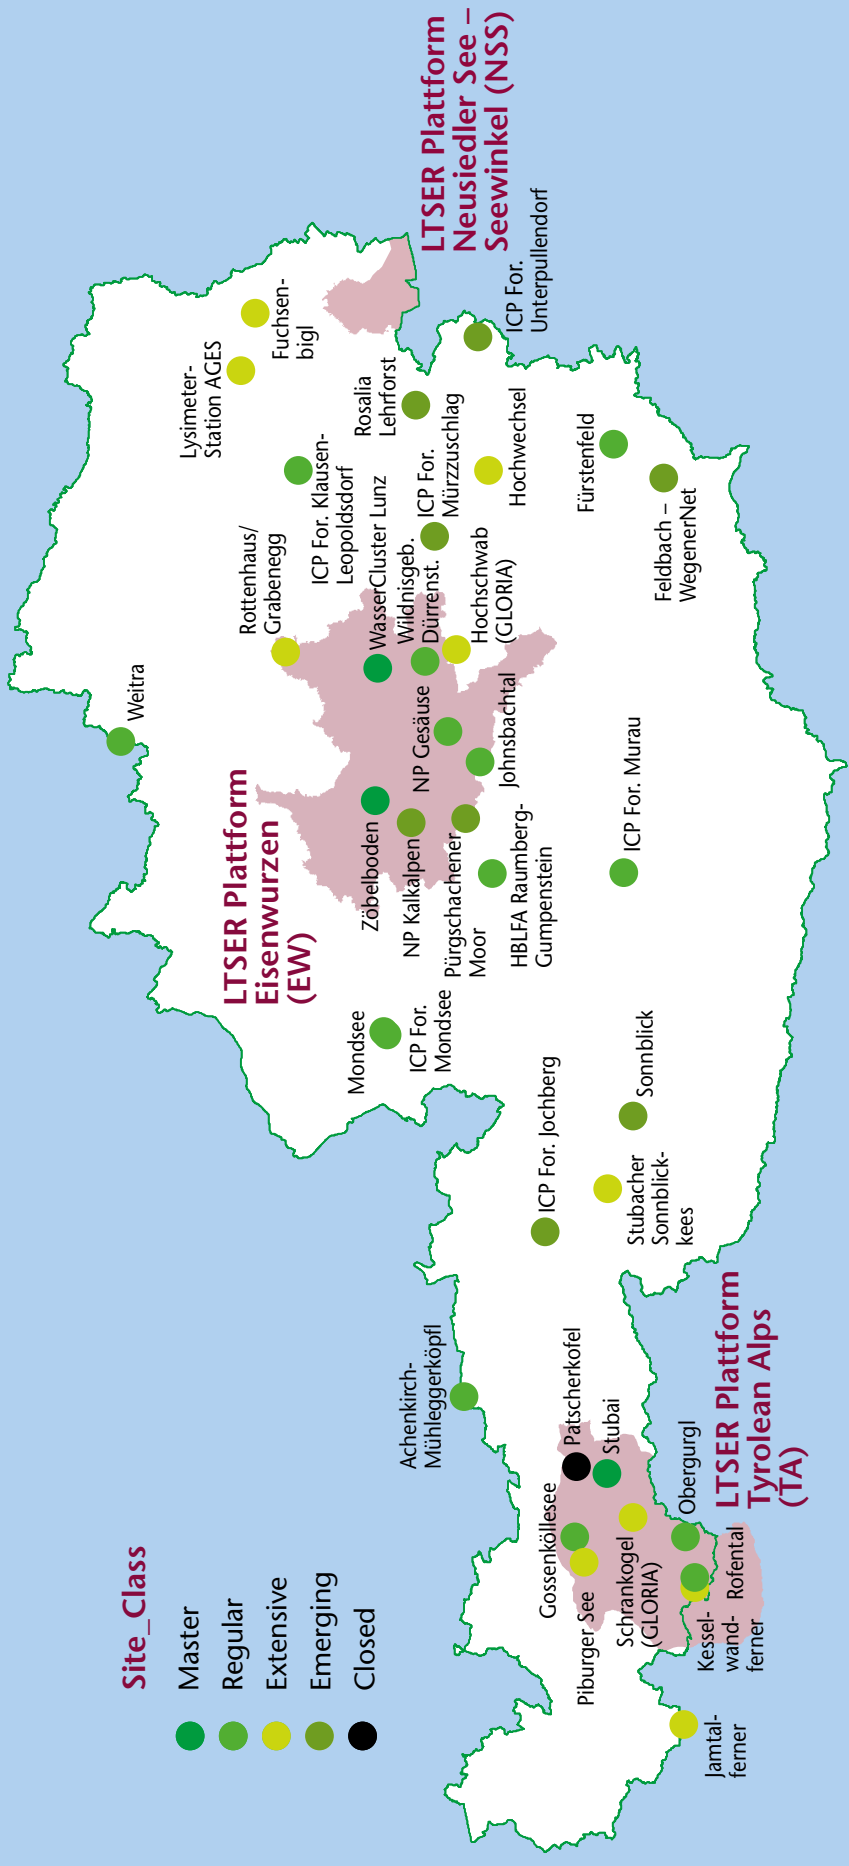 Site_Class
Master
Regular
Extensive
Emerging
Closed
LTSER Plattform
Eisenwurzen
(EW)
LTSER Plattform
Neusiedler See –
Seewinkel (NSS)
LTSER Plattform
Tyrolean Alps
(TA)
Weitra
Lysimeter-
Station AGES
Fuchsen-
bigl
Rottenhaus/
Grabenegg
ICP For. Klausen-
Leopoldsdorf
Rosalia
Lehrforst
ICP For.
Unterpullendorf
Mondsee
ICP For.
Mondsee
Zöbelboden
WasserCluster Lunz
Wildnisgeb.
Dürrenst.
ICP For.
Mürzzuschlag
NP Kalkalpen
NP Gesäuse
Hochschwab
(GLORIA)
Hochwechsel
Pürgschachener
Moor
Johnsbachtal
HBLFA Raumberg-
Gumpenstein
Fürstenfeld
Feldbach –
WegenerNet
ICP For. Murau
Achenkirch-
Mühleggerköpfl
ICP For. Jochberg
Sonnblick
Stubacher
Sonnblick-
kees
Gossenköllesee
Patscherkofel
Stubai
Piburger See
Schrankogel
(GLORIA)
Obergurgl
Kessel-
wand-
ferner
Rofental
Jamtal-
ferner